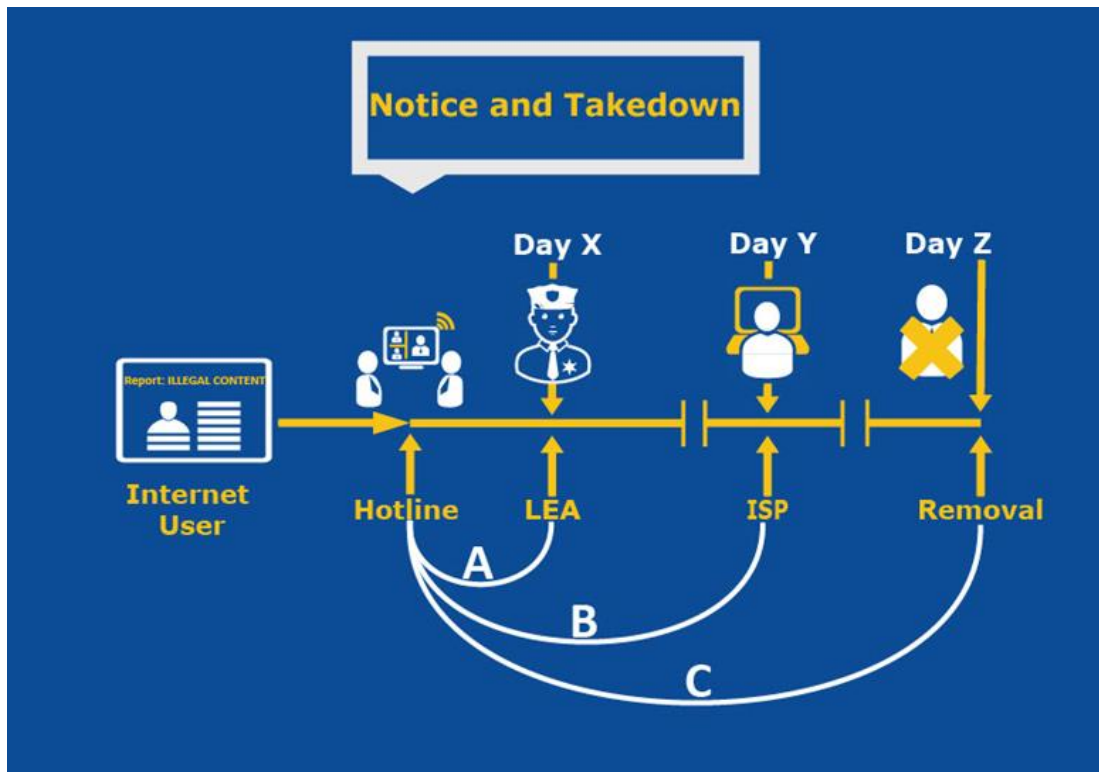 Notice and Takedown
Day X
Day Y
Day Z
Report: ILLEGAL CONTENT
Internet
User
Hotline
LEA
ISP
Removal
A
B
C